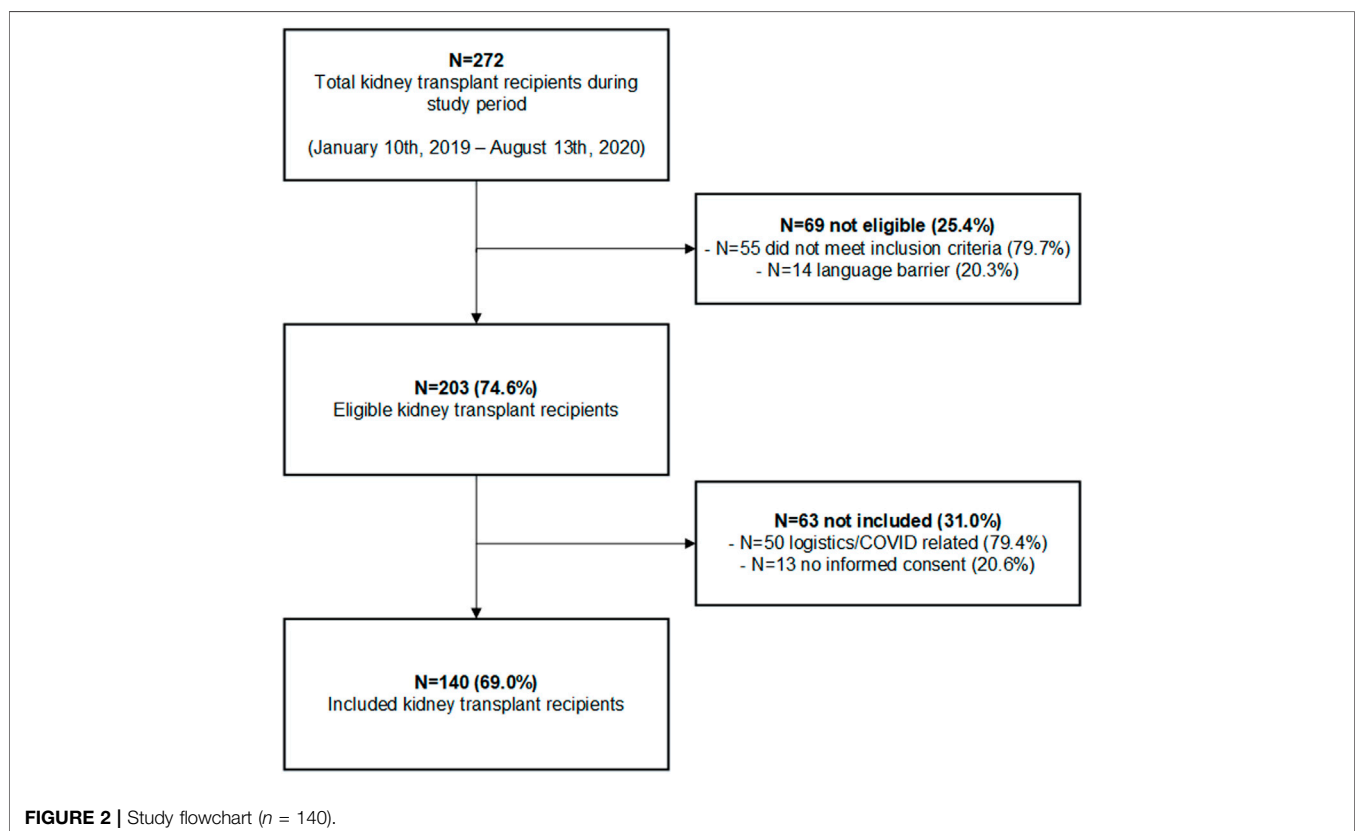 N=272
Total kidney transplant recipients during
study period
(January 10th, 2019 – August 13th, 2020)
N=69 not eligible (25.4%)
- N=55 did not meet inclusion criteria (79.7%)
- N=14 language barrier (20.3%)
N=203 (74.6%)
Eligible kidney transplant recipients
N=63 not included (31.0%)
- N=50 logistics/COVID related (79.4%)
- N=13 no informed consent (20.6%)
N=140 (69.0%)
Included kidney transplant recipients
FIGURE 2 | Study flowchart (n = 140).